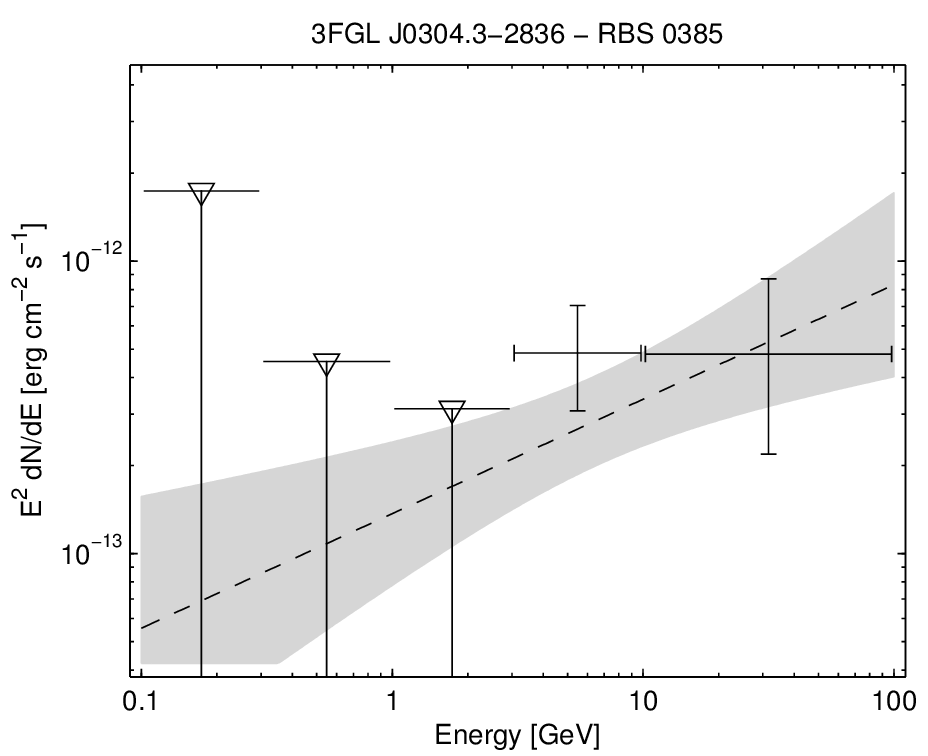 3FGL J0304.3−2836 − RBS 0385
E² dN/dE [erg cm⁻² s⁻¹]
10⁻¹²
10⁻¹³
0.1 1 10 100
Energy [GeV]